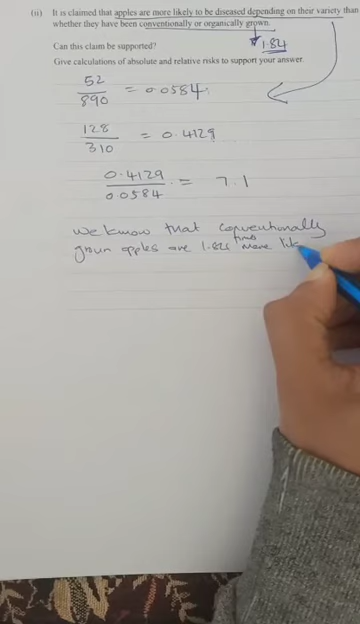 (ii) It is claimed that apples are more likely to be diseased depending on their variety than
whether they have been conventionally or organically grown.
1.84
Can this claim be supported?
Give calculations of absolute and relative risks to support your answer.
52/890 = 0.0584
128/310 = 0.4129
0.4129/0.0584 = 7.1
We know that conventionally
grown apples are times more lik